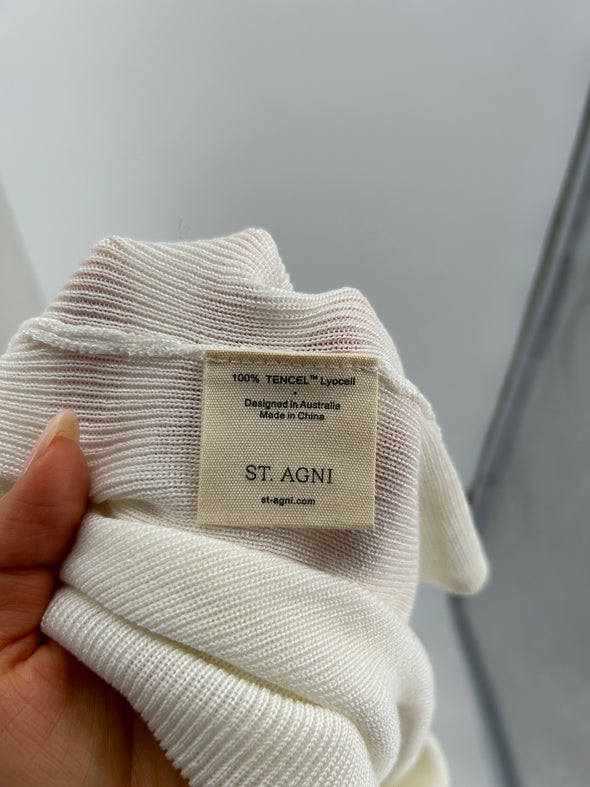 100% TENCEL™ Lyocell
•
Designed in Australia
Made in China
ST. AGNI
st-agni.com